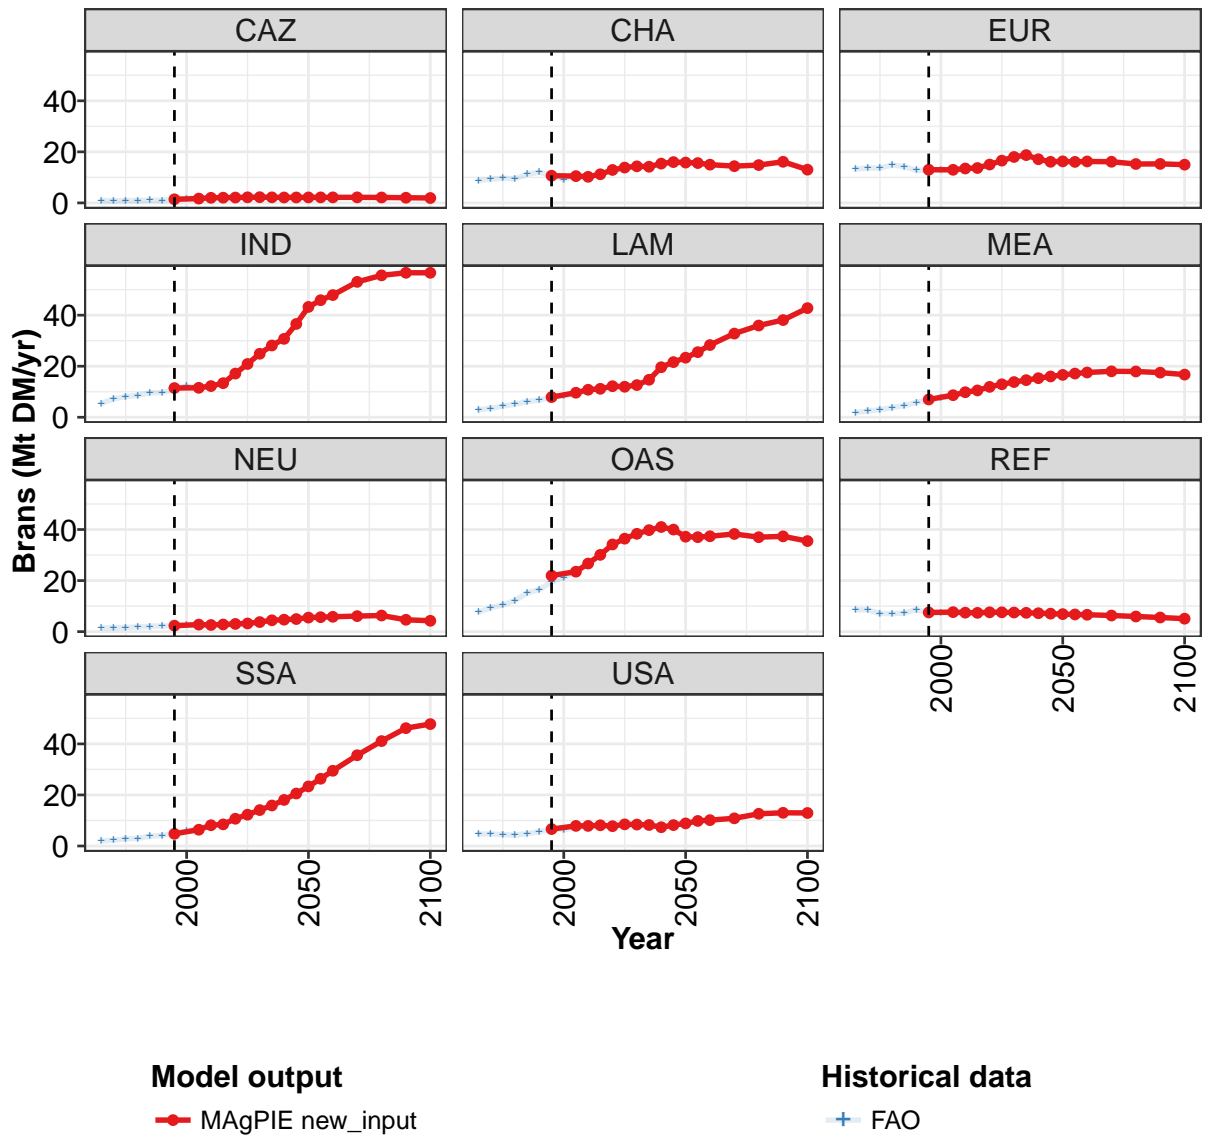 CAZ CHA EUR
40
20
0
IND LAM MEA
40
20
0
NEU OAS REF
40
20
0
2000 2050 2100
SSA USA
40
20
0
2000 2050 2100 2000 2050 2100
Brans (Mt DM/yr)
Year
Model output Historical data
MAgPIE new_input FAO